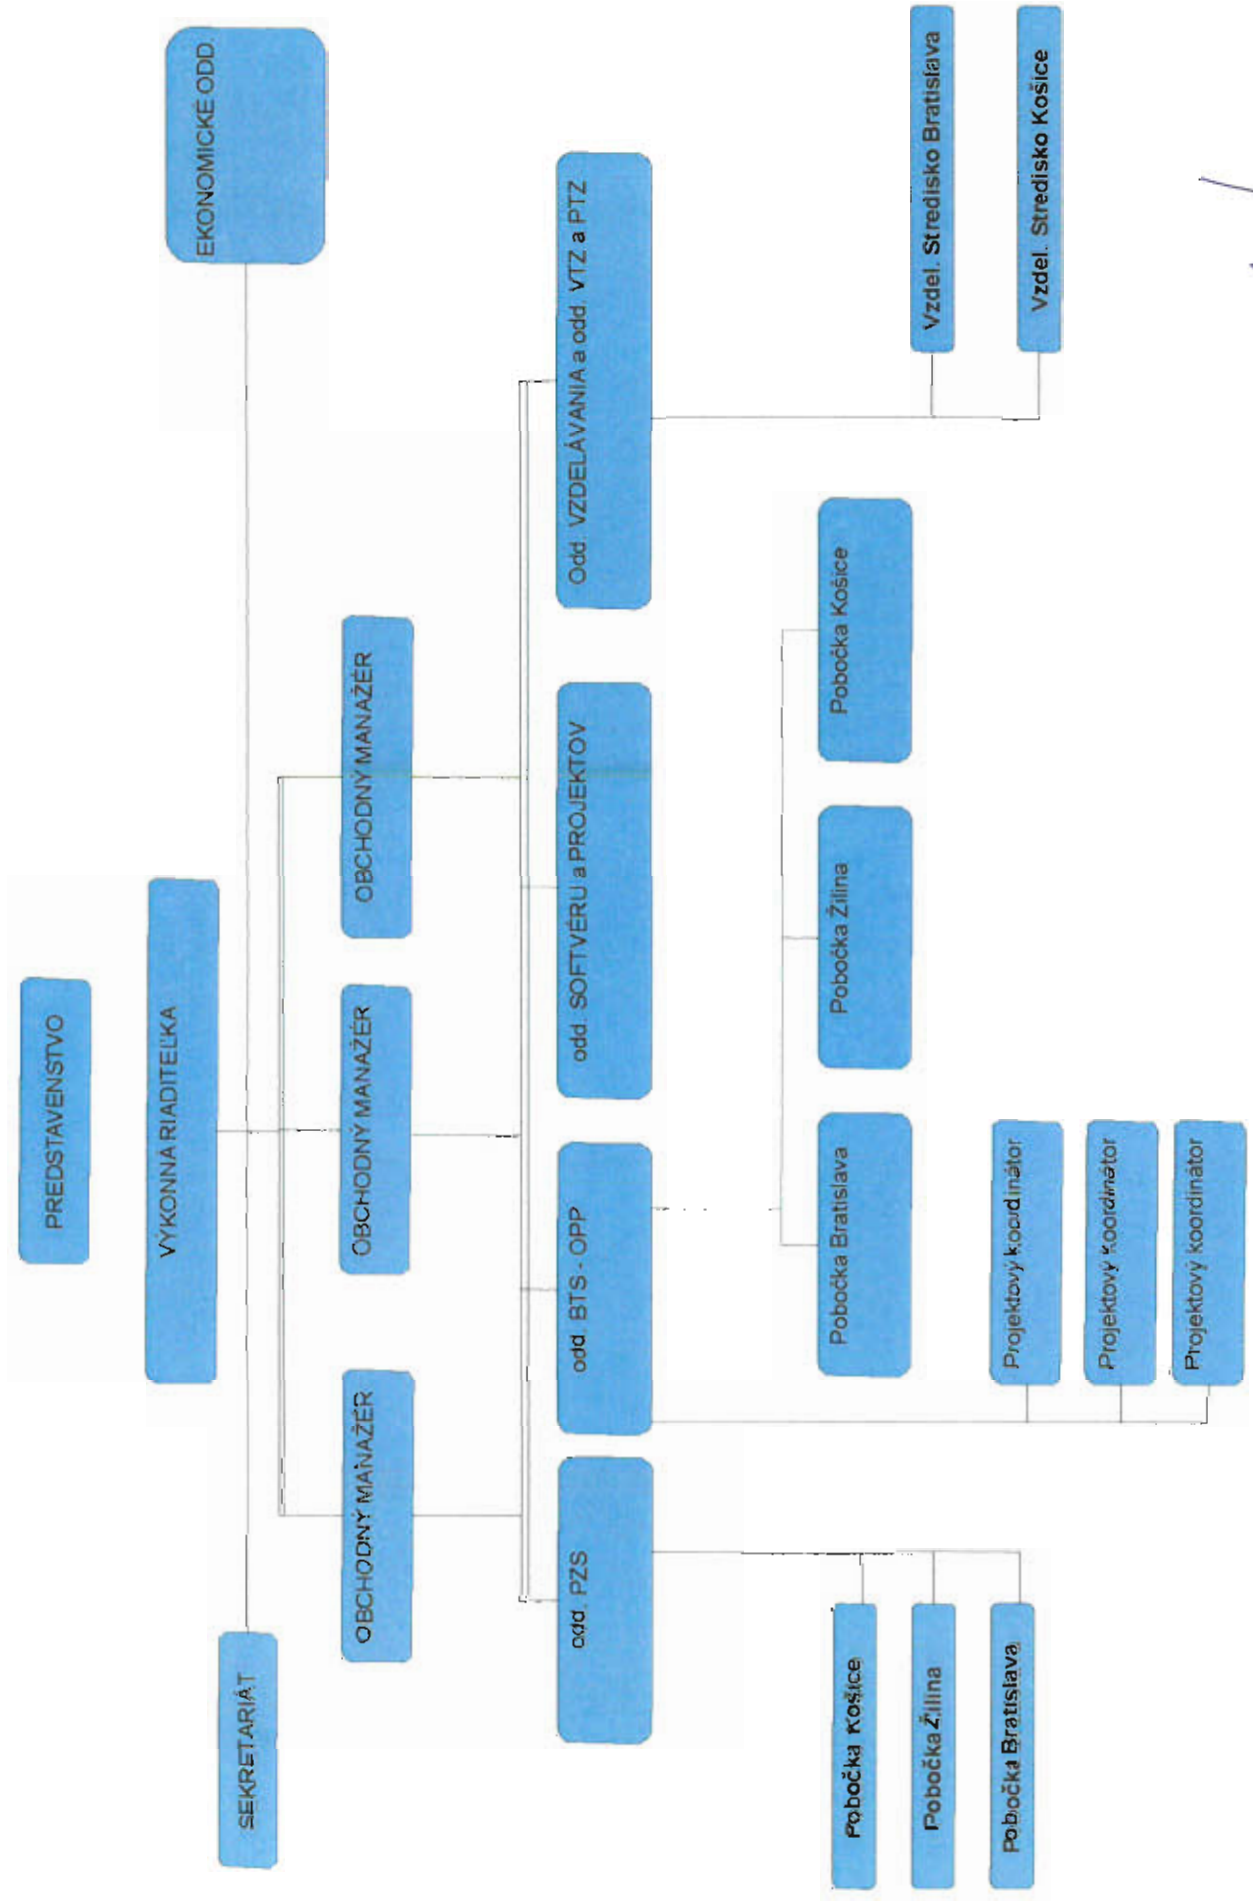 PREDSTAVENSTVO
VÝKONNÁ RIADITEĽKA
SEKRETARIÁT
EKONOMICKÉ ODD.
OBCHODNÝ MANAŽÉR
OBCHODNÝ MANAŽÉR
OBCHODNÝ MANAŽÉR
odd. PZS
odd. BTS - OPP
odd. SOFTVÉRU a PROJEKTOV
Odd. VZDELÁVANIA a odd. VTZ a PTZ
Pobočka Bratislava
Pobočka Žilina
Pobočka Košice
Pobočka Košice
Pobočka Žilina
Pobočka Bratislava
Projektový koordinátor
Projektový koordinátor
Projektový koordinátor
Vzdel. Stredisko Bratislava
Vzdel. Stredisko Košice